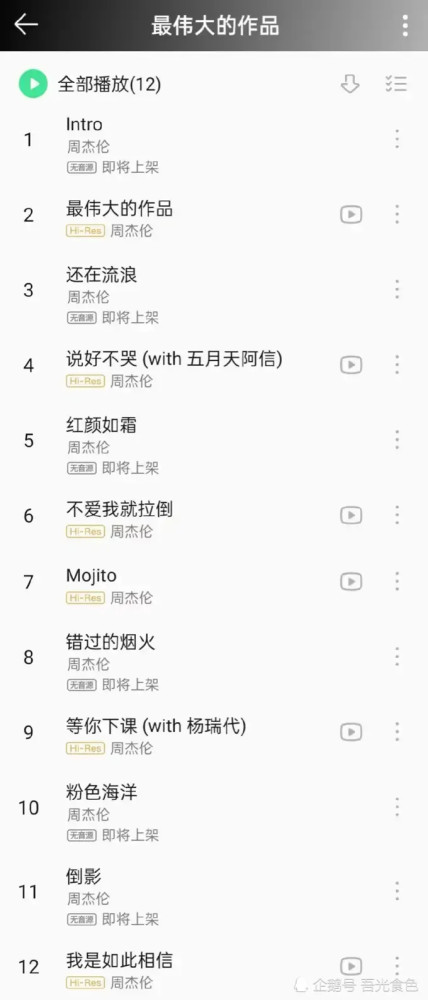 最伟大的作品
全部播放(12)
1
Intro
周杰伦
无音源 即将上架
2
最伟大的作品
Hi-Res 周杰伦
3
还在流浪
周杰伦
无音源 即将上架
4
说好不哭 (with 五月天阿信)
Hi-Res 周杰伦
5
红颜如霜
周杰伦
无音源 即将上架
6
不爱我就拉倒
Hi-Res 周杰伦
7
Mojito
Hi-Res 周杰伦
8
错过的烟火
周杰伦
无音源 即将上架
9
等你下课 (with 杨瑞代)
Hi-Res 周杰伦
10
粉色海洋
周杰伦
无音源 即将上架
11
倒影
周杰伦
无音源 即将上架
12
我是如此相信
Hi-Res 周杰伦
企鹅号 吾光食色